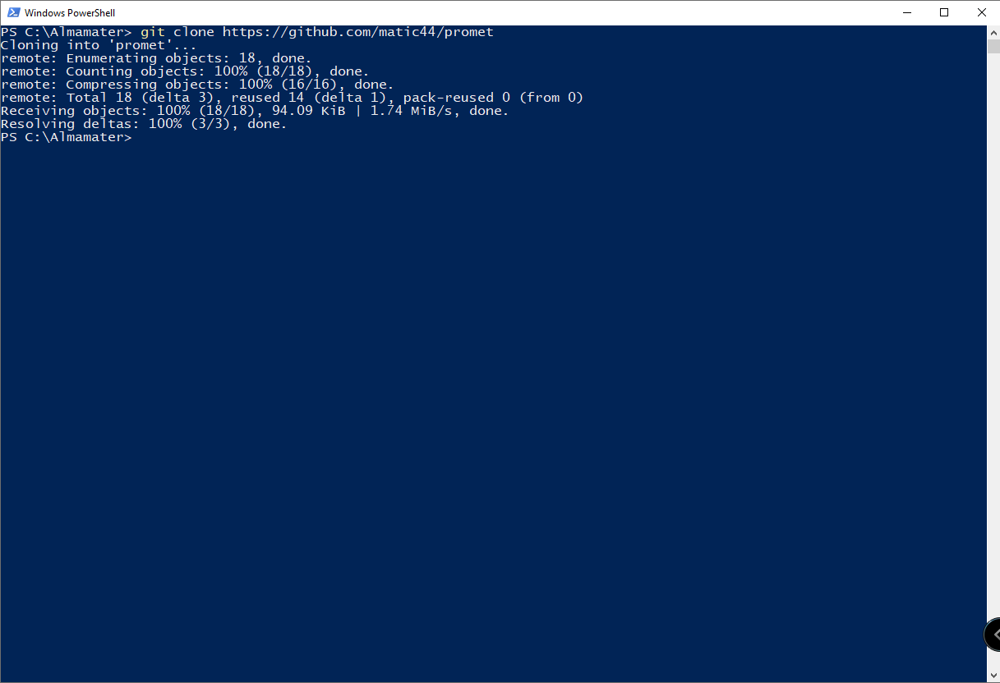 Windows PowerShell
PS C:\Almamater> git clone https://github.com/matic44/promet
Cloning into 'promet'...
remote: Enumerating objects: 18, done.
remote: Counting objects: 100% (18/18), done.
remote: Compressing objects: 100% (16/16), done.
remote: Total 18 (delta 3), reused 14 (delta 1), pack-reused 0 (from 0)
Receiving objects: 100% (18/18), 94.09 KiB | 1.74 MiB/s, done.
Resolving deltas: 100% (3/3), done.
PS C:\Almamater>